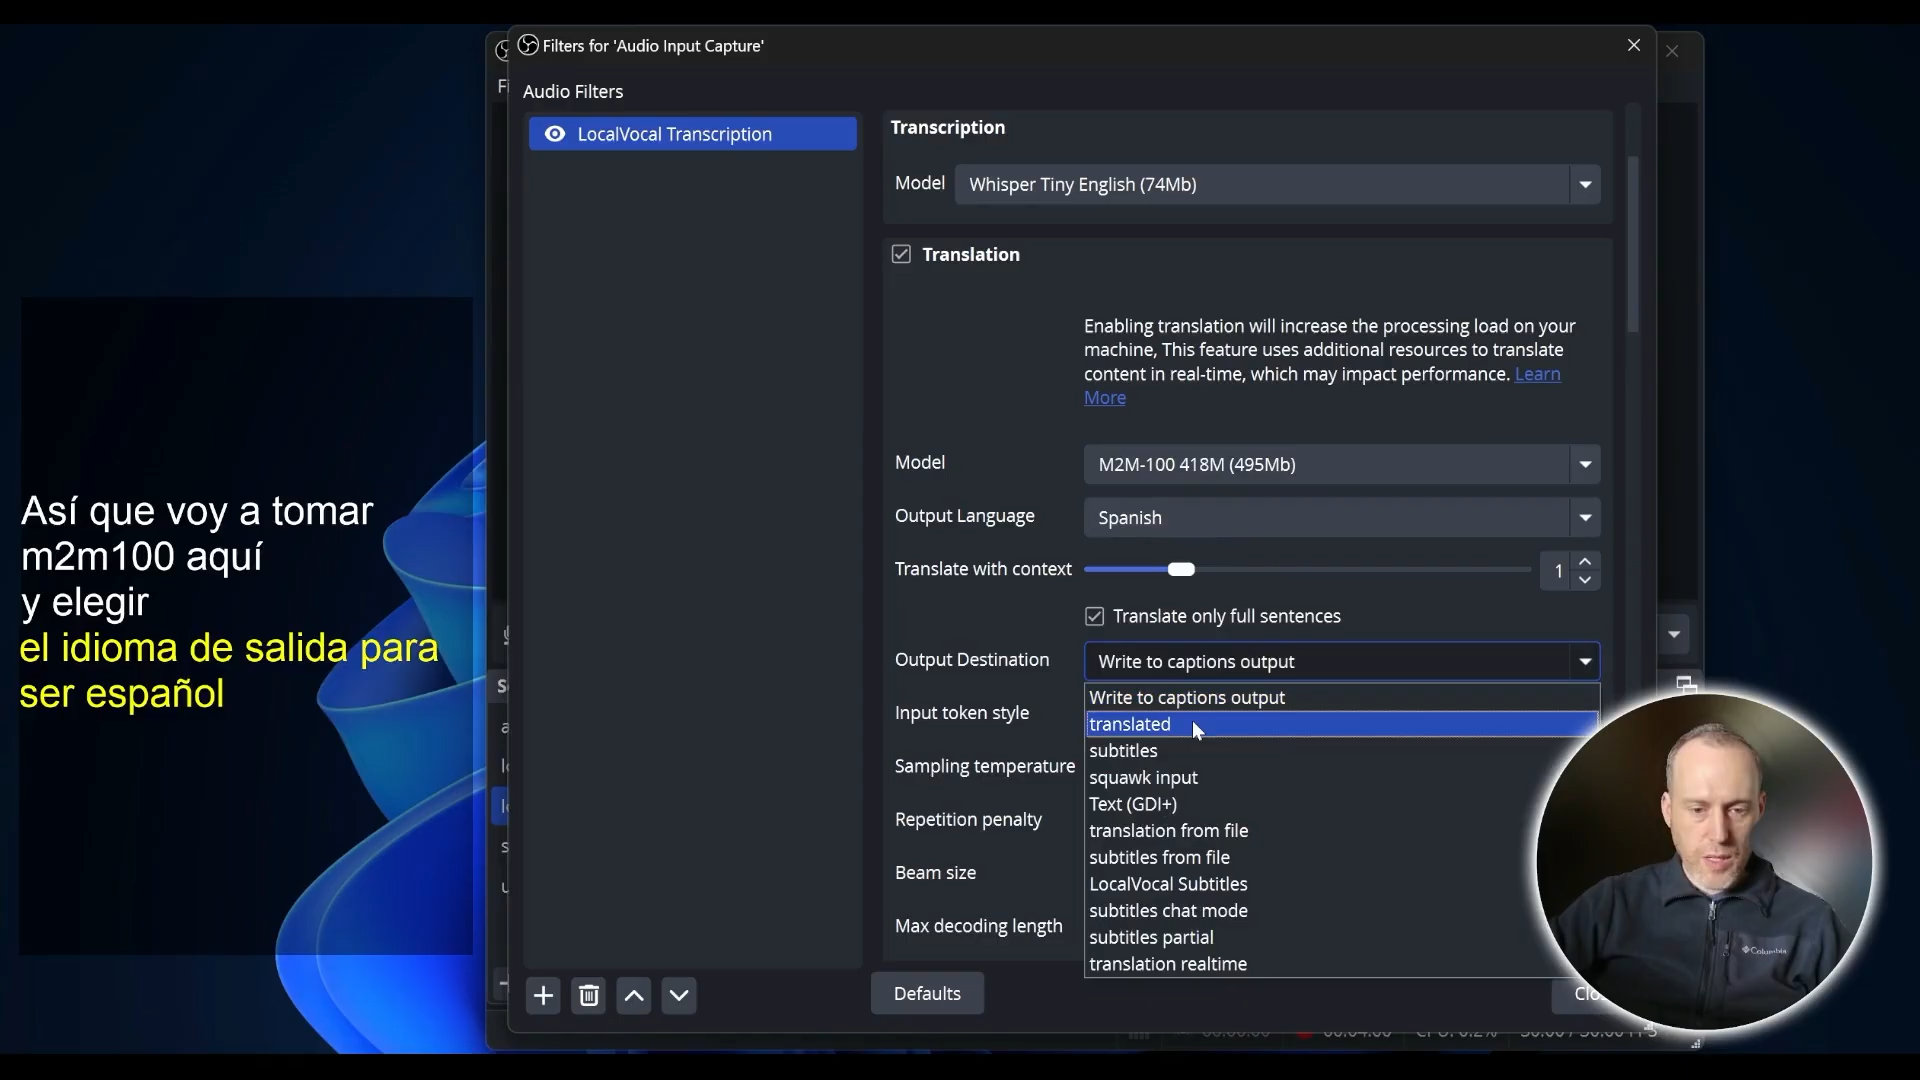 Filters for 'Audio Input Capture'
Audio Filters
LocalVocal Transcription
Transcription
Model
Whisper Tiny English (74Mb)
Translation
Enabling translation will increase the processing load on your
machine, This feature uses additional resources to translate
content in real-time, which may impact performance. Learn
More
Model
M2M-100 418M (495Mb)
Output Language
Spanish
Translate with context
1
Translate only full sentences
Output Destination
Write to captions output
Write to captions output
translated
subtitles
squawk input
Text (GDI+)
translation from file
subtitles from file
LocalVocal Subtitles
subtitles chat mode
subtitles partial
translation realtime
Input token style
Sampling temperature
Repetition penalty
Beam size
Max decoding length
Defaults
Así que voy a tomar
m2m100 aquí
y elegir
el idioma de salida para
ser español
Columbia